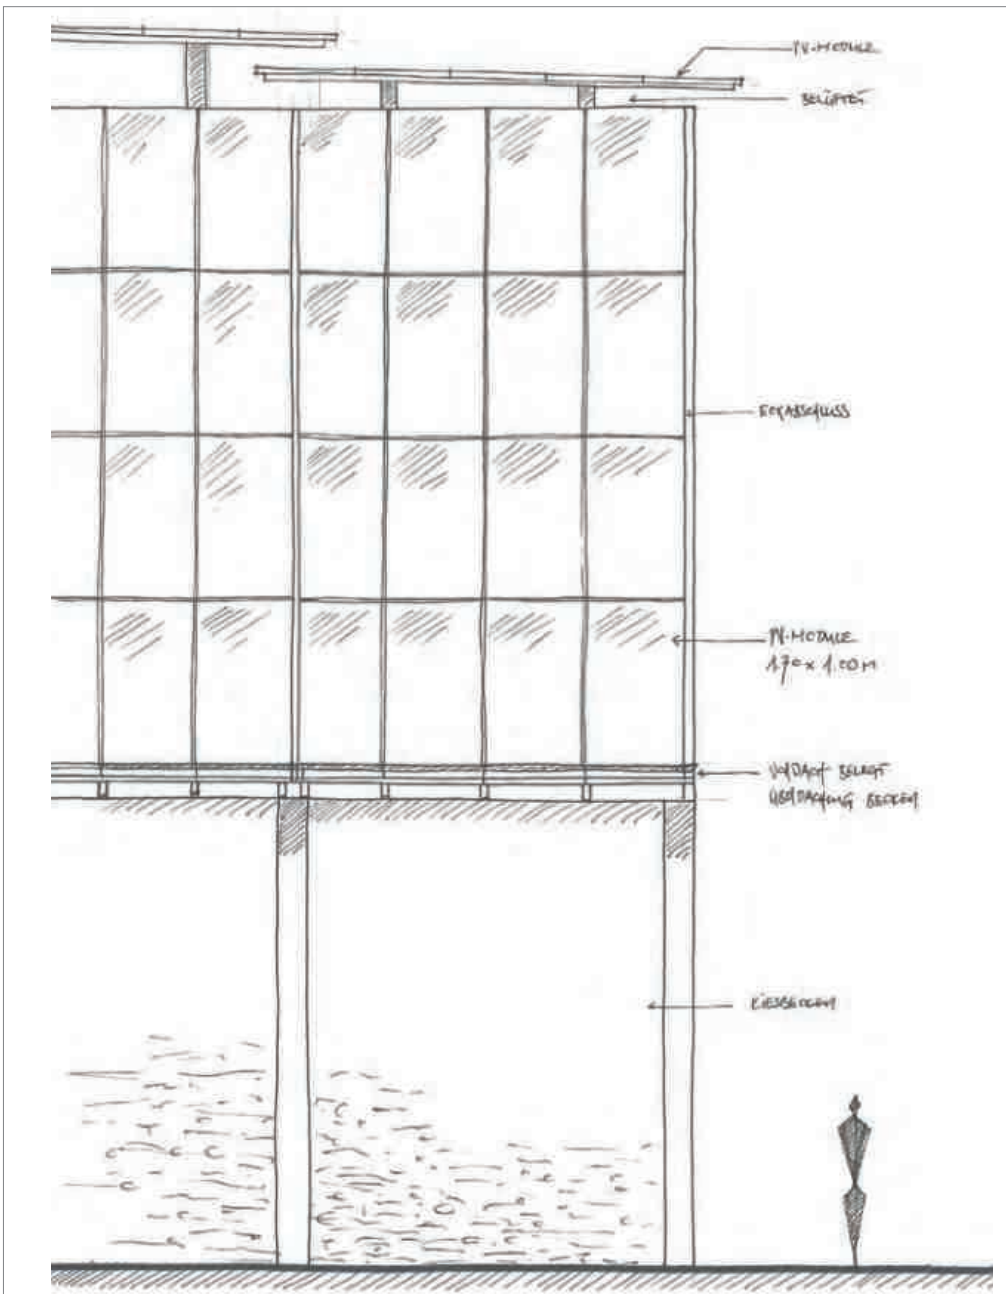 PV-MODULE
BELÜFTET
ECKABSCHLUSS
PV-MODULE
1.70 x 1.00 M
VORDACH BELEGT
ÜBERDACHUNG BECKEN
KIESBECKEN